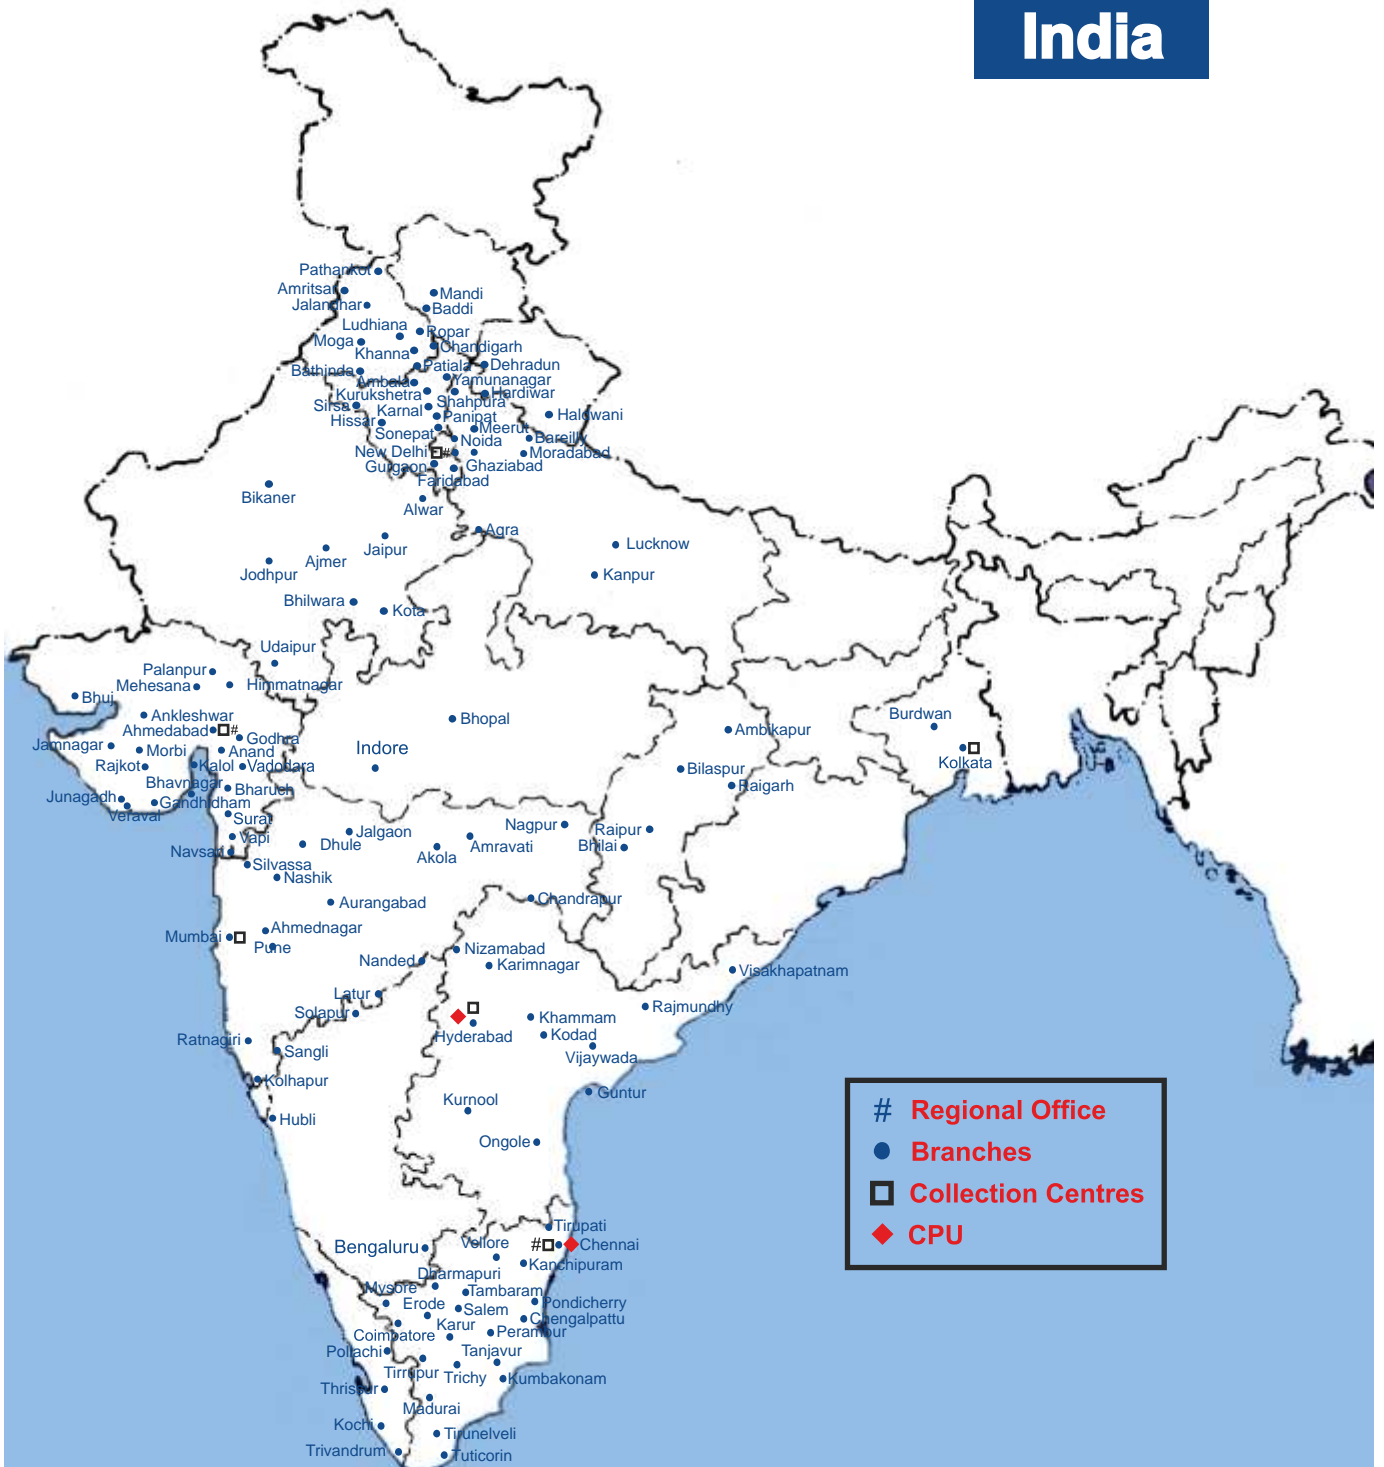 India
Pathankot
Amritsar
Mandi
Jalandhar
Baddi
Ludhiana
Ropar
Moga
Chandigarh
Khanna
Patiala
Dehradun
Bathinda
Ambala
Yamunanagar
Kurukshetra
Hardiwar
Shahpura
Sirsa
Karnal
Panipat
Haldwani
Hissar
Meerut
Sonepat
Noida
Bareilly
New Delhi #
Moradabad
Gurgaon
Ghaziabad
Faridabad
Bikaner
Alwar
Agra
Lucknow
Jaipur
Ajmer
Jodhpur
Kanpur
Bhilwara
Kota
Udaipur
Palanpur
Mehesana
Himmatnagar
Bhuj
Ankleshwar
Bhopal
Burdwan
Ahmedabad #
Godhra
Ambikapur
Jamnagar
Morbi
Anand
Indore
Kolkata
Rajkot
Kalol
Vadodara
Bilaspur
Bhavnagar
Bharuch
Raigarh
Junagadh
Gandhidham
Veraval
Surat
Vapi
Jalgaon
Nagpur
Raipur
Dhule
Amravati
Bhilai
Navsari
Akola
Silvassa
Nashik
Aurangabad
Chandrapur
Ahmednagar
Mumbai
Pune
Nizamabad
Nanded
Karimnagar
Visakhapatnam
Latur
Solapur
Rajmundhy
Khammam
Hyderabad
Kodad
Ratnagiri
Sangli
Vijaywada
Kolhapur
Guntur
Kurnool
Hubli
Ongole
# Regional Office
Branches
Collection Centres
CPU
Tirupati
Bengaluru
Vellore
# Chennai
Kanchipuram
Dharmapuri
Mysore
Tambaram
Erode
Salem
Pondicherry
Chengalpattu
Karur
Perambur
Coimbatore
Pollachi
Tanjavur
Tirrupur
Trichy
Kumbakonam
Thrissur
Madurai
Kochi
Tirunelveli
Trivandrum
Tuticorin